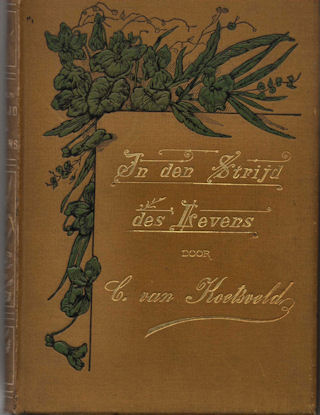 In den Strijd
des Levens
DOOR
C. van Koetsveld